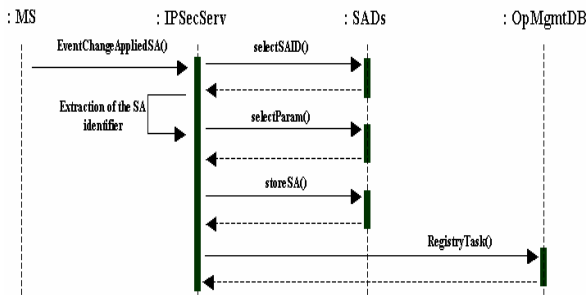 : MS
: IPSecServ
: SADs
: OpMgmtDB
EventChangeAppliedSA()
selectSAID()
Extraction of the SA
identifier
selectParam()
storeSA()
RegistryTask()